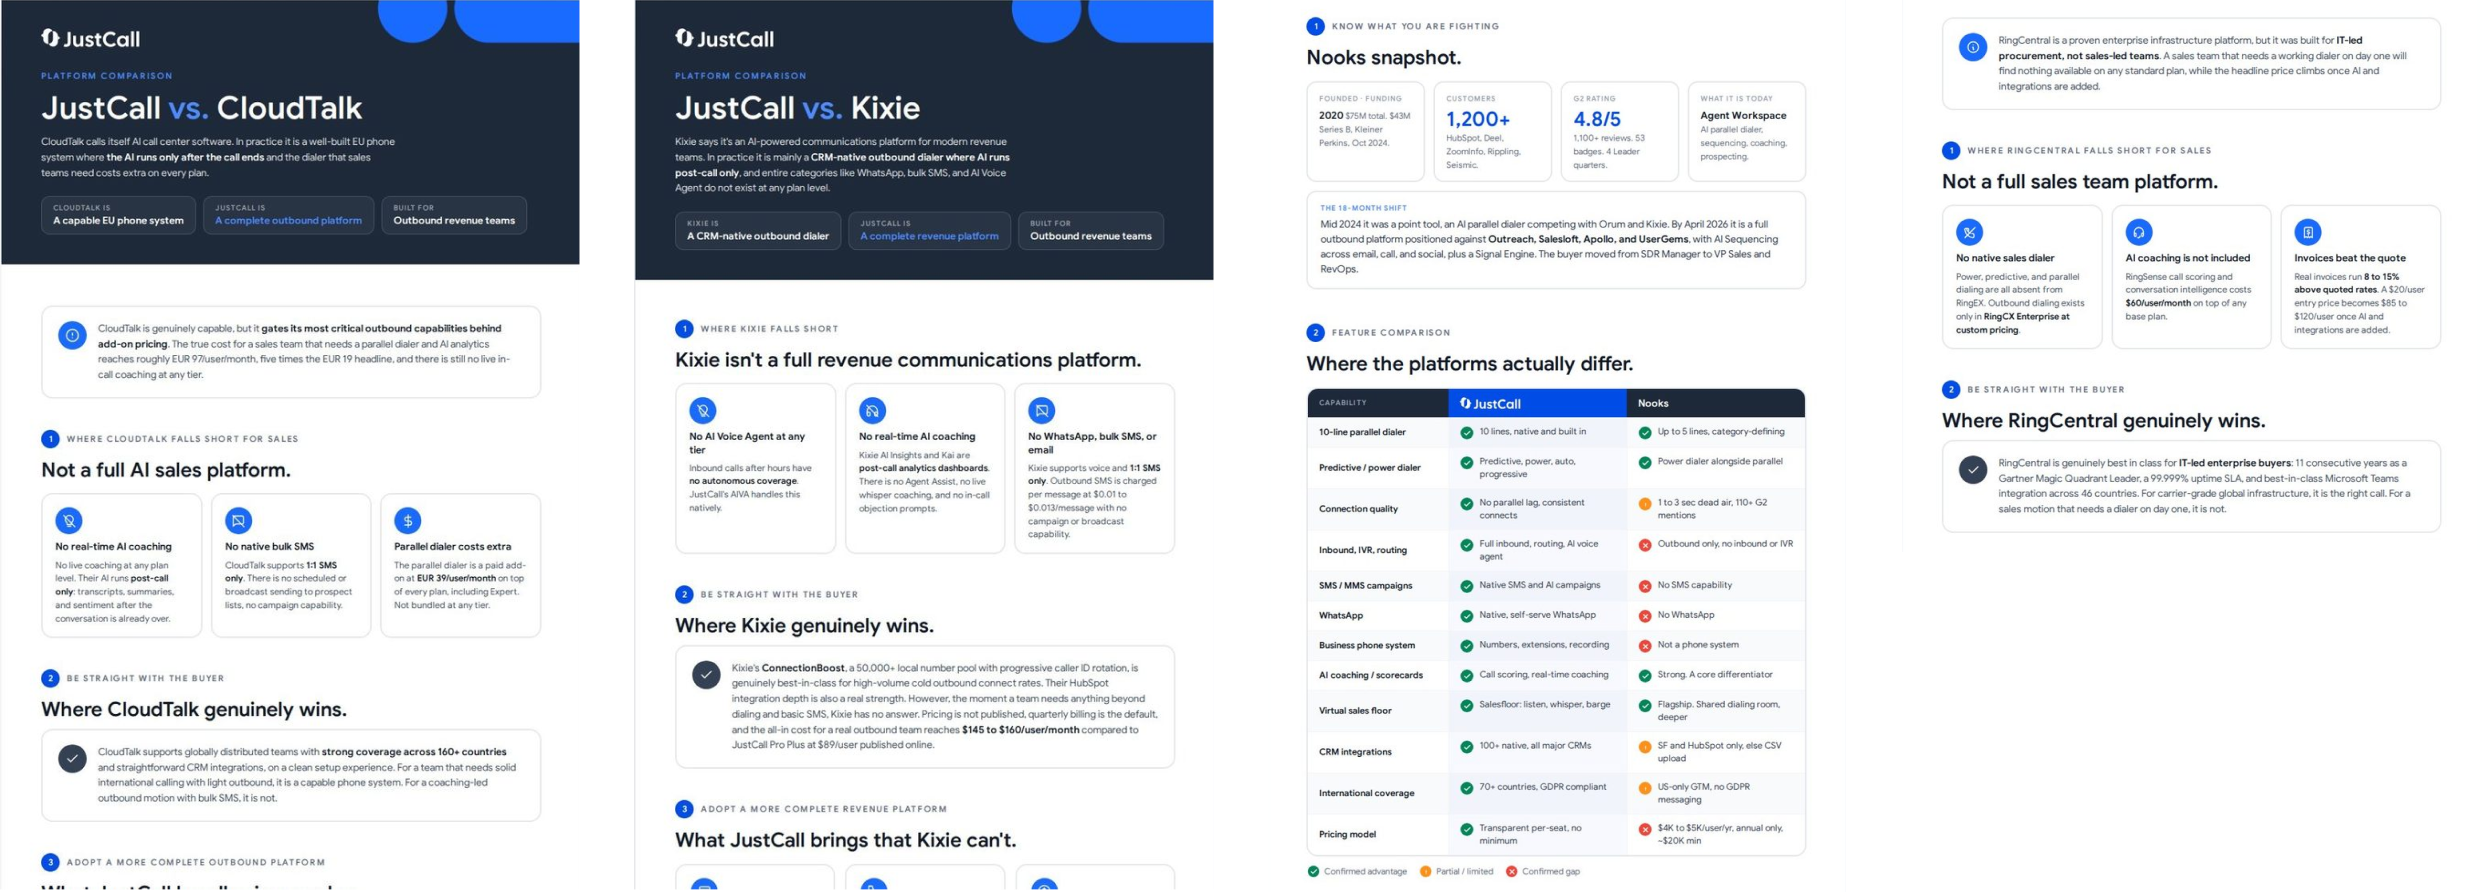 JustCall
PLATFORM COMPARISON
JustCall vs. CloudTalk
CloudTalk calls itself AI call center software. In practice it is a well-built EU phone
system where the AI runs only after the call ends and the dialer that sales
teams need costs extra on every plan.
CLOUDTALK IS
A capable EU phone system
JUSTCALL IS
A complete outbound platform
BUILT FOR
Outbound revenue teams
CloudTalk is genuinely capable, but it gates its most critical outbound capabilities behind
add-on pricing. The true cost for a sales team that needs a parallel dialer and AI analytics
reaches roughly EUR 97/user/month, five times the EUR 19 headline, and there is still no live in-
call coaching at any tier.
1 WHERE CLOUDTALK FALLS SHORT FOR SALES
Not a full AI sales platform.
No real-time AI coaching
No live coaching at any plan
level. Their AI runs post-call
only: transcripts, summaries,
and sentiment after the
conversation is already over.
No native bulk SMS
CloudTalk supports 1:1 SMS
only. There is no scheduled or
broadcast sending to prospect
lists, no campaign capability.
Parallel dialer costs extra
The parallel dialer is a paid add-
on at EUR 39/user/month on top
of every plan, including Expert.
Not bundled at any tier.
2 BE STRAIGHT WITH THE BUYER
Where CloudTalk genuinely wins.
CloudTalk supports globally distributed teams with strong coverage across 160+ countries
and straightforward CRM integrations, on a clean setup experience. For a team that needs solid
international calling with light outbound, it is a capable phone system. For a coaching-led
outbound motion with bulk SMS, it is not.
3 ADOPT A MORE COMPLETE OUTBOUND PLATFORM
JustCall
PLATFORM COMPARISON
JustCall vs. Kixie
Kixie says it's an AI-powered communications platform for modern revenue
teams. In practice it is mainly a CRM-native outbound dialer where AI runs
post-call only, and entire categories like WhatsApp, bulk SMS, and AI Voice
Agent do not exist at any plan level.
KIXIE IS
A CRM-native outbound dialer
JUSTCALL IS
A complete revenue platform
BUILT FOR
Outbound revenue teams
1 WHERE KIXIE FALLS SHORT
Kixie isn't a full revenue communications platform.
No AI Voice Agent at any
tier
Inbound calls after hours have
no autonomous coverage.
JustCall's AIVA handles this
natively.
No real-time AI coaching
Kixie AI Insights and Kai are
post-call analytics dashboards.
There is no Agent Assist, no live
whisper coaching, and no in-call
objection prompts.
No WhatsApp, bulk SMS, or
email
Kixie supports voice and 1:1 SMS
only. Outbound SMS is charged
per message at $0.01 to
$0.013/message with no
campaign or broadcast
capability.
2 BE STRAIGHT WITH THE BUYER
Where Kixie genuinely wins.
Kixie's ConnectionBoost, a 50,000+ local number pool with progressive caller ID rotation, is
genuinely best-in-class for high-volume cold outbound connect rates. Their HubSpot
integration depth is also a real strength. However, the moment a team needs anything beyond
dialing and basic SMS, Kixie has no answer. Pricing is not published, quarterly billing is the default,
and the all-in cost for a real outbound team reaches $145 to $160/user/month compared to
JustCall Pro Plus at $89/user published online.
3 ADOPT A MORE COMPLETE REVENUE PLATFORM
What JustCall brings that Kixie can't.
1 KNOW WHAT YOU ARE FIGHTING
Nooks snapshot.
FOUNDED · FUNDING
2020 $75M total. $43M
Series B, Kleiner
Perkins, Oct 2024.
CUSTOMERS
1,200+
HubSpot, Deel,
ZoomInfo, Rippling,
Seismic.
G2 RATING
4.8/5
1,100+ reviews. 53
badges. 4 Leader
quarters.
WHAT IT IS TODAY
Agent Workspace
AI parallel dialer,
sequencing, coaching,
prospecting.
THE 18-MONTH SHIFT
Mid 2024 it was a point tool, an AI parallel dialer competing with Orum and Kixie. By April 2026 it is a full
outbound platform positioned against Outreach, Salesloft, Apollo, and UserGems, with AI Sequencing
across email, call, and social, plus a Signal Engine. The buyer moved from SDR Manager to VP Sales and
RevOps.
2 FEATURE COMPARISON
Where the platforms actually differ.
CAPABILITY JustCall Nooks
10-line parallel dialer 10 lines, native and built in Up to 5 lines, category-defining
Predictive / power dialer Predictive, power, auto, Power dialer alongside parallel
progressive
Connection quality No parallel lag, consistent 1 to 3 sec dead air, 110+ G2
connects mentions
Inbound, IVR, routing Full inbound, routing, AI voice Outbound only, no inbound or IVR
agent
SMS / MMS campaigns Native SMS and AI campaigns No SMS capability
WhatsApp Native, self-serve WhatsApp No WhatsApp
Business phone system Numbers, extensions, recording Not a phone system
AI coaching / scorecards Call scoring, real-time coaching Strong. A core differentiator
Virtual sales floor Salesfloor: listen, whisper, barge Flagship. Shared dialing room,
deeper
CRM integrations 100+ native, all major CRMs SF and HubSpot only, else CSV
upload
International coverage 70+ countries, GDPR compliant US-only GTM, no GDPR
messaging
Pricing model Transparent per-seat, no $4K to $5K/user/yr, annual only,
minimum ~$20K min
Confirmed advantage Partial / limited Confirmed gap
RingCentral is a proven enterprise infrastructure platform, but it was built for IT-led
procurement, not sales-led teams. A sales team that needs a working dialer on day one will
find nothing available on any standard plan, while the headline price climbs once AI and
integrations are added.
1 WHERE RINGCENTRAL FALLS SHORT FOR SALES
Not a full sales team platform.
No native sales dialer
Power, predictive, and parallel
dialing are all absent from
RingEX. Outbound dialing exists
only in RingCX Enterprise at
custom pricing.
AI coaching is not included
RingSense call scoring and
conversation intelligence costs
$60/user/month on top of any
base plan.
Invoices beat the quote
Real invoices run 8 to 15%
above quoted rates. A $20/user
entry price becomes $85 to
$120/user once AI and
integrations are added.
2 BE STRAIGHT WITH THE BUYER
Where RingCentral genuinely wins.
RingCentral is genuinely best in class for IT-led enterprise buyers: 11 consecutive years as a
Gartner Magic Quadrant Leader, a 99.999% uptime SLA, and best-in-class Microsoft Teams
integration across 46 countries. For carrier-grade global infrastructure, it is the right call. For a
sales motion that needs a dialer on day one, it is not.